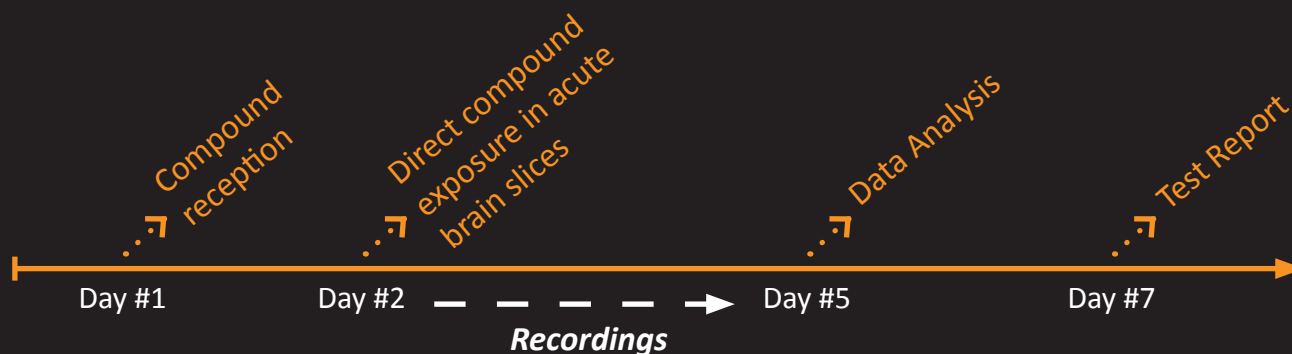 Compound
reception
Direct compound
exposure in acute
brain slices
Data Analysis
Test Report
Day #1
Day #2
Day #5
Day #7
Recordings